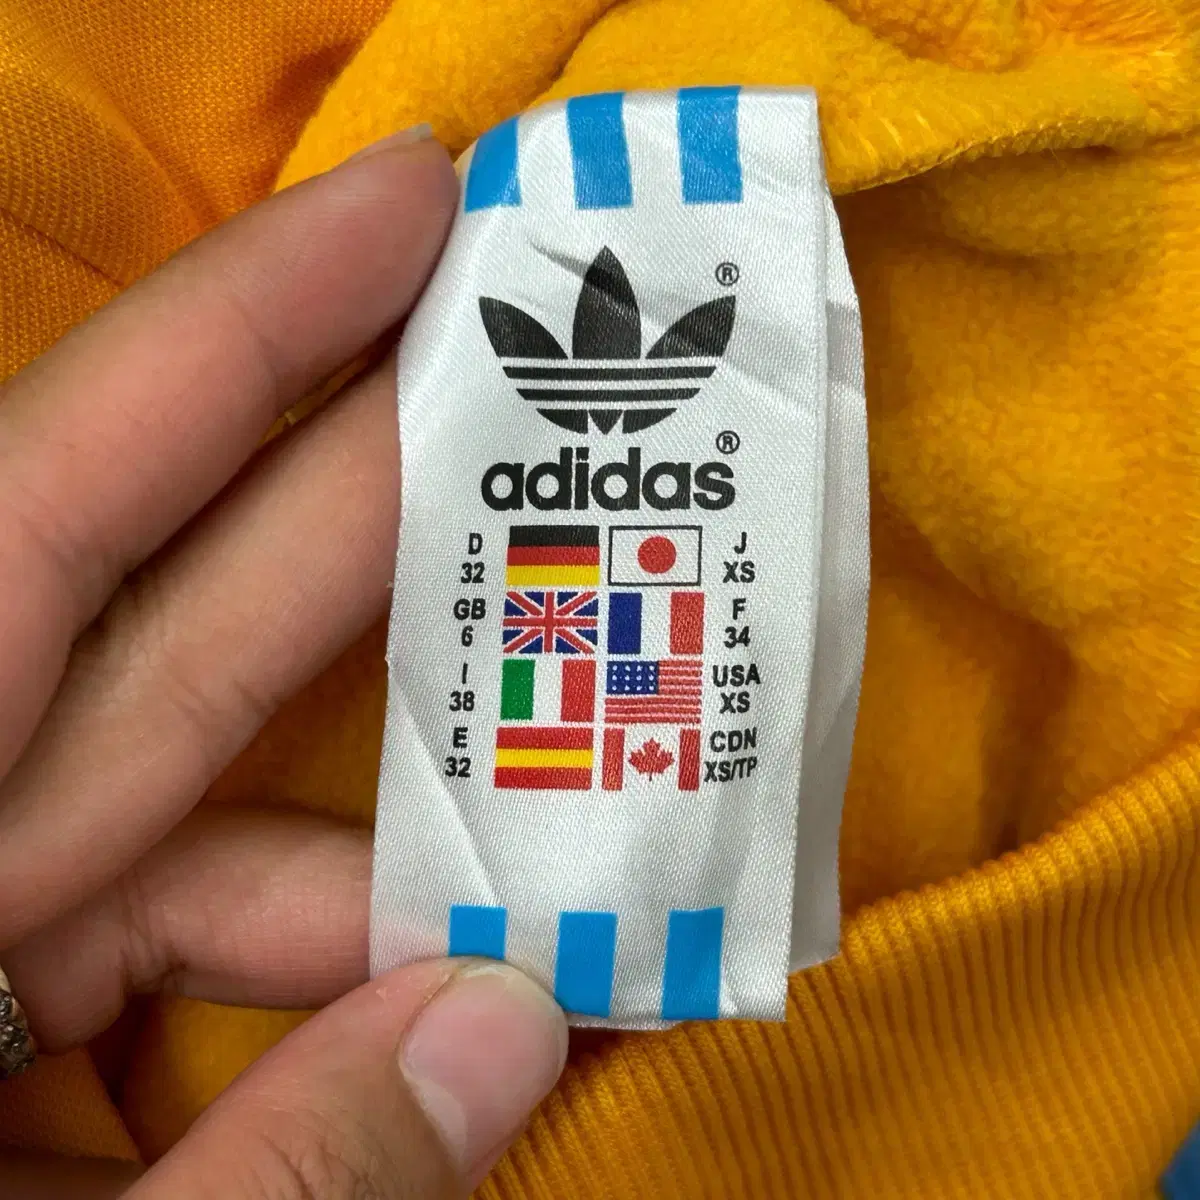 ®
®
adidas
D 32 J XS
GB 6 F 34
I 38 USA XS
E 32 CDN XS/TP